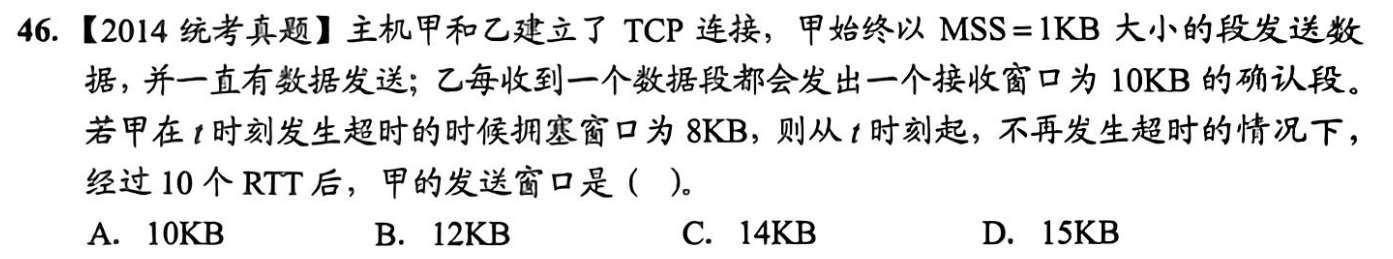 46.【2014 统考真题】主机甲和乙建立了 TCP 连接，甲始终以 MSS=1KB 大小的段发送数
据，并一直有数据发送；乙每收到一个数据段都会发出一个接收窗口为 10KB 的确认段。
若甲在 t 时刻发生超时的时候拥塞窗口为 8KB，则从 t 时刻起，不再发生超时的情况下，
经过 10 个 RTT 后，甲的发送窗口是（ ）。
A. 10KB B. 12KB C. 14KB D. 15KB